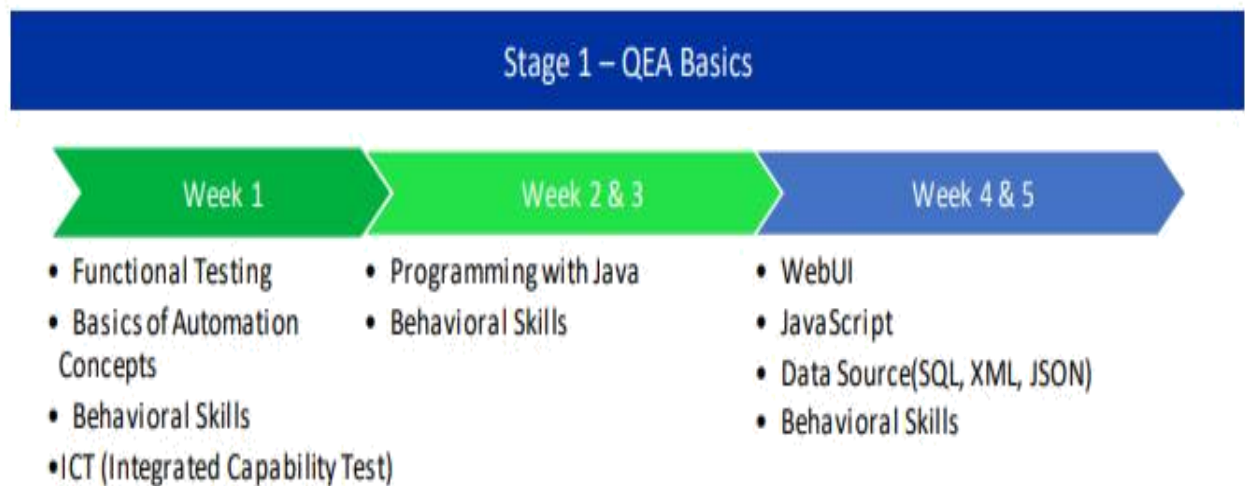 Stage 1 – QEA Basics
Week 1
• Functional Testing
• Basics of Automation
Concepts
• Behavioral Skills
•ICT (Integrated Capability Test)
Week 2 & 3
• Programming with Java
• Behavioral Skills
Week 4 & 5
• WebUI
• JavaScript
• Data Source(SQL, XML, JSON)
• Behavioral Skills